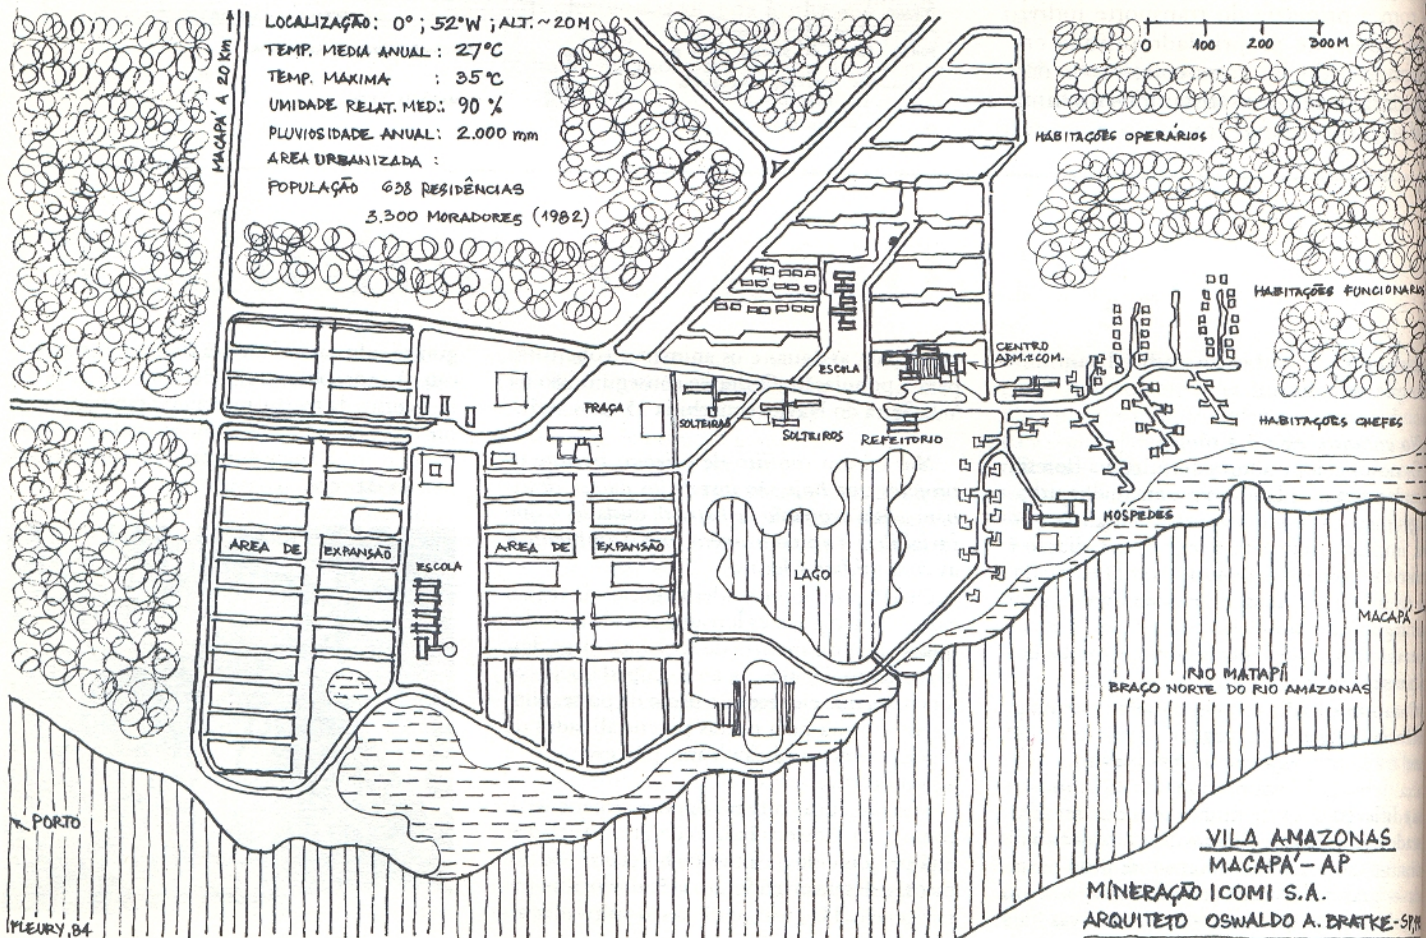 LOCALIZAÇÃO: 0° ; 52°W ; ALT. ~ 20 M
TEMP. MEDIA ANUAL : 27°C
TEMP. MAXIMA : 35°C
UMIDADE RELAT. MED.: 90 %
PLUVIOSIDADE ANUAL: 2.000 mm
AREA URBANIZADA :
POPULAÇÃO 638 RESIDÊNCIAS
3.300 MORADORES (1982)
MACAPÁ A 20 Km
0 100 200 300 M
HABITAÇÕES OPERÁRIOS
HABITAÇÕES FUNCIONARIOS
CENTRO
ADM. E COM.
ESCOLA
PRAÇA
SOLTEIRAS
SOLTEIROS
REFEITORIO
HABITAÇÕES CHEFES
HÓSPEDES
AREA DE EXPANSÃO
AREA DE EXPANSÃO
ESCOLA
LAGO
MACAPÁ
RIO MATAPÍ
BRAÇO NORTE DO RIO AMAZONAS
PORTO
VILA AMAZONAS
MACAPÁ - AP
MINERAÇÃO ICOMI S.A.
ARQUITETO OSWALDO A. BRATKE-SP
FLEURY, 84